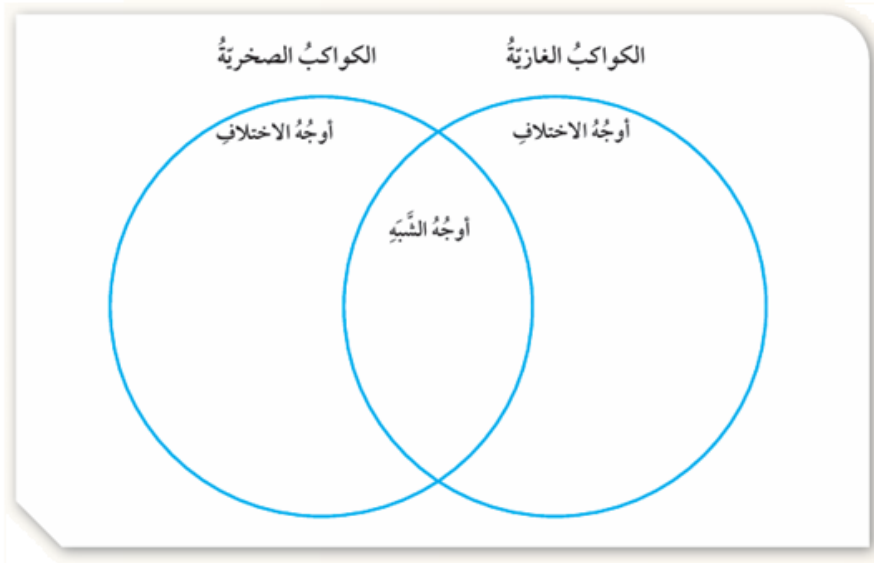 الكواكبُ الغازيّةُ
الكواكبُ الصخريّةُ
أوجُهُ الاختلافِ
أوجُهُ الاختلافِ
أوجُهُ الشَّبَهِ